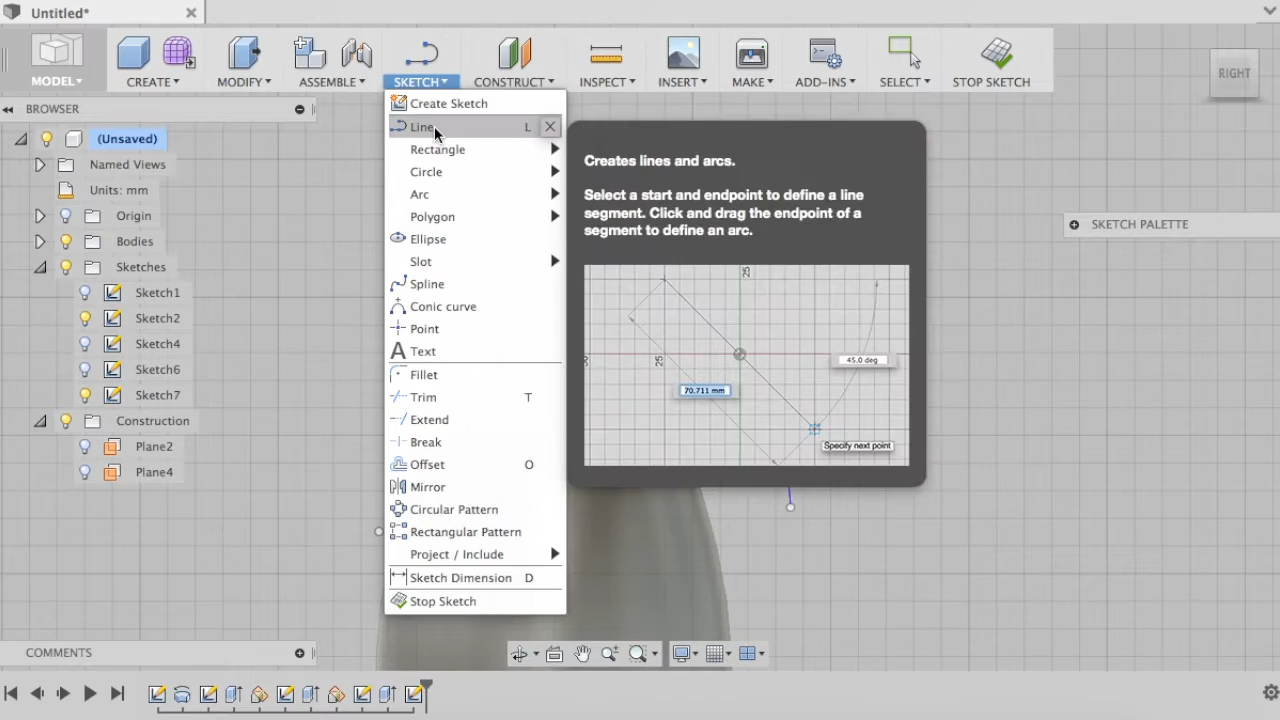 Untitled*
MODEL
CREATE
MODIFY
ASSEMBLE
SKETCH
CONSTRUCT
INSPECT
INSERT
MAKE
ADD-INS
SELECT
STOP SKETCH
RIGHT
BROWSER
(Unsaved)
Named Views
Units: mm
Origin
Bodies
Sketches
Sketch1
Sketch2
Sketch4
Sketch6
Sketch7
Construction
Plane2
Plane4
Create Sketch
Line L
Rectangle
Circle
Arc
Polygon
Ellipse
Slot
Spline
Conic curve
Point
Text
Fillet
Trim T
Extend
Break
Offset O
Mirror
Circular Pattern
Rectangular Pattern
Project / Include
Sketch Dimension D
Stop Sketch
Creates lines and arcs.
Select a start and endpoint to define a line
segment. Click and drag the endpoint of a
segment to define an arc.
25
25
45.0 deg
70.711 mm
Specify next point
SKETCH PALETTE
COMMENTS